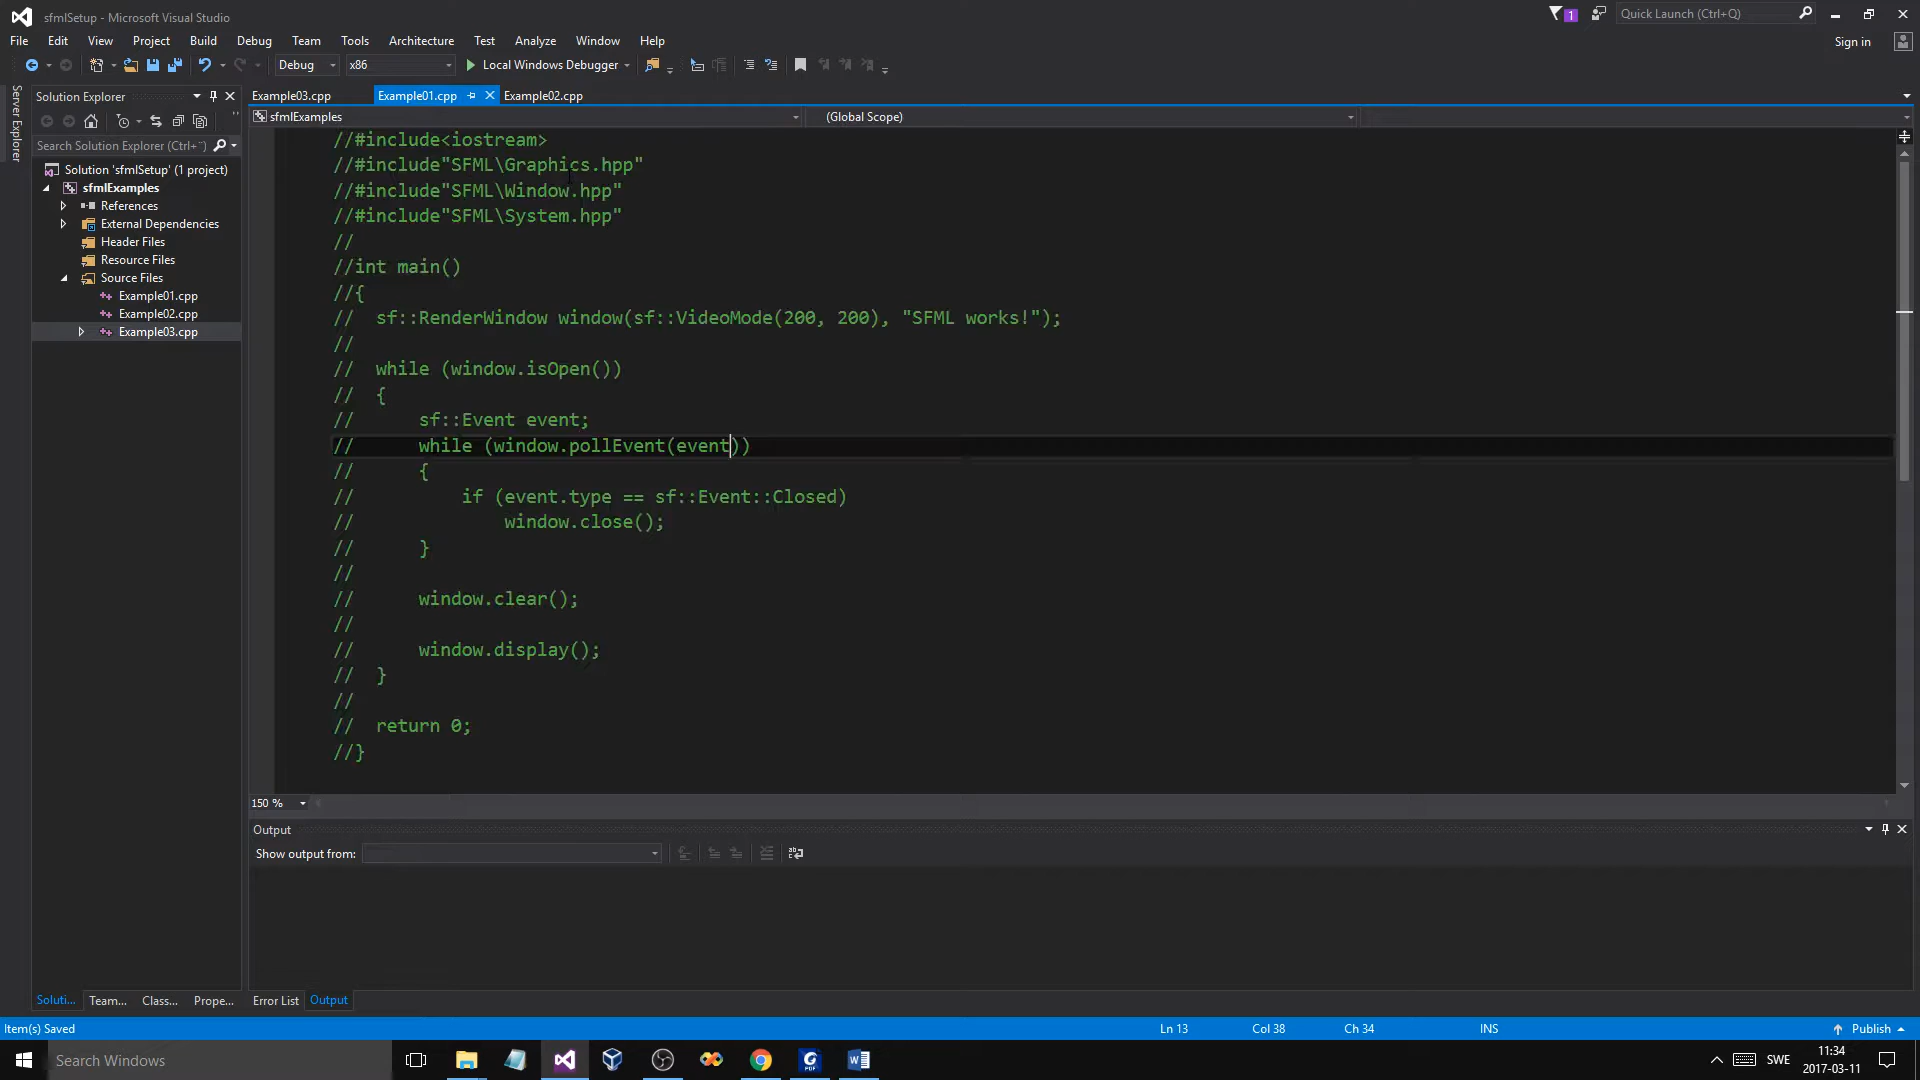 sfmlSetup - Microsoft Visual Studio
1
Quick Launch (Ctrl+Q)
File Edit View Project Build Debug Team Tools Architecture Test Analyze Window Help
Sign in
Debug x86 Local Windows Debugger
Server Explorer
Solution Explorer
Example03.cpp Example01.cpp Example02.cpp
sfmlExamples (Global Scope)
Search Solution Explorer (Ctrl+¨)
Solution 'sfmlSetup' (1 project)
sfmlExamples
References
External Dependencies
Header Files
Resource Files
Source Files
Example01.cpp
Example02.cpp
Example03.cpp
//#include<iostream>
//#include"SFML\Graphics.hpp"
//#include"SFML\Window.hpp"
//#include"SFML\System.hpp"
//
//int main()
//{
// sf::RenderWindow window(sf::VideoMode(200, 200), "SFML works!");
//
// while (window.isOpen())
// {
// sf::Event event;
// while (window.pollEvent(event))
// {
// if (event.type == sf::Event::Closed)
// window.close();
// }
//
// window.clear();
//
// window.display();
// }
//
// return 0;
//}
150 %
Output
Show output from:
Soluti... Team... Class... Prope... Error List Output
Item(s) Saved Ln 13 Col 38 Ch 34 INS Publish
Search Windows
SWE
11:34
2017-03-11